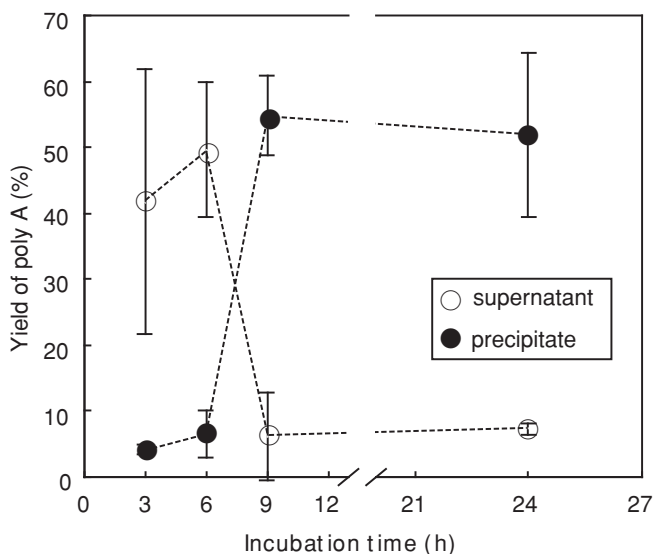 70
60
50
40
30
20
10
0
Yield of poly A (%)
supernatant
precipitate
0 3 6 9 12 21 24 27
Incubation time (h)